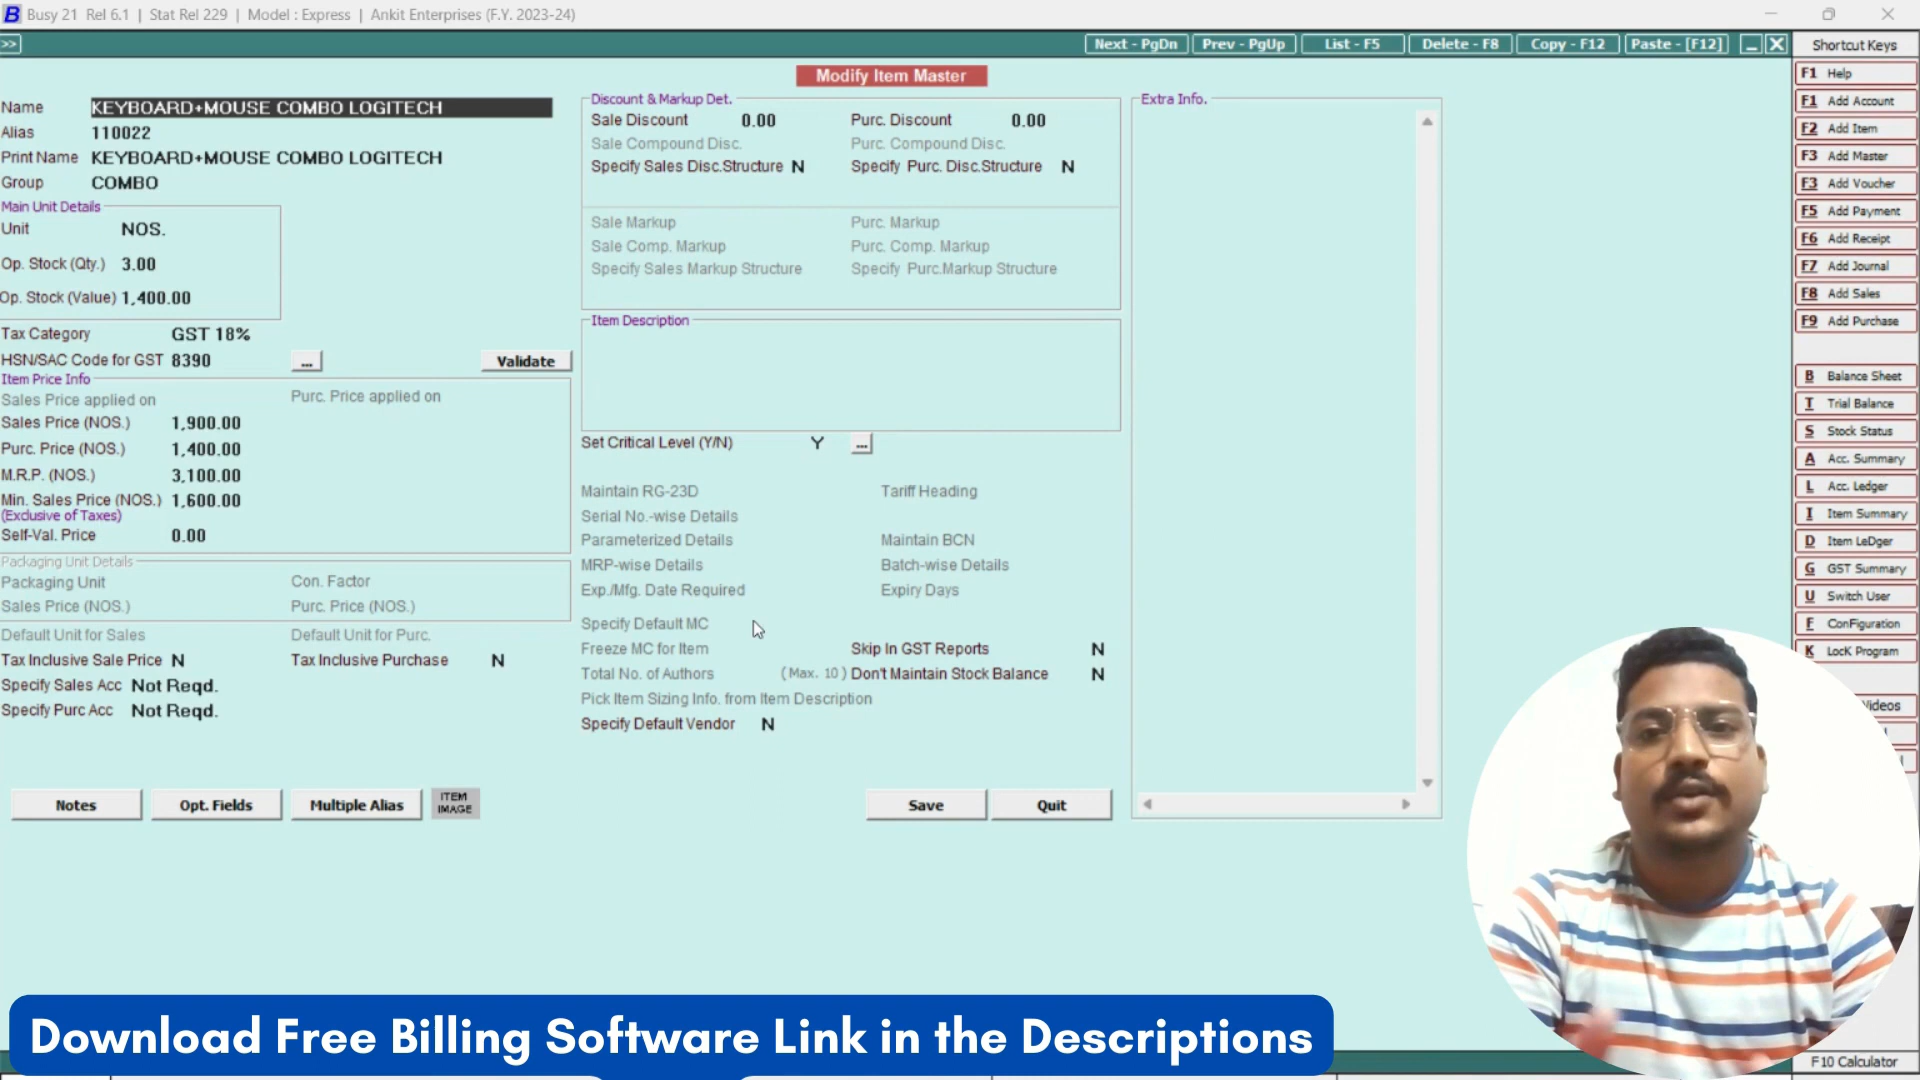 B Busy 21 Rel 6.1 | Stat Rel 229 | Model : Express | Ankit Enterprises (F.Y. 2023-24)
>> Next - PgDn Prev - PgUp List - F5 Delete - F8 Copy - F12 Paste - [F12]
Modify Item Master
Name KEYBOARD+MOUSE COMBO LOGITECH
Alias 110022
Print Name KEYBOARD+MOUSE COMBO LOGITECH
Group COMBO
Main Unit Details
Unit NOS.
Op. Stock (Qty.) 3.00
Op. Stock (Value) 1,400.00
Tax Category GST 18%
HSN/SAC Code for GST 8390 ... Validate
Item Price Info
Sales Price applied on Purc. Price applied on
Sales Price (NOS.) 1,900.00
Purc. Price (NOS.) 1,400.00
M.R.P. (NOS.) 3,100.00
Min. Sales Price (NOS.) 1,600.00
(Exclusive of Taxes)
Self-Val. Price 0.00
Packaging Unit Details
Packaging Unit Con. Factor
Sales Price (NOS.) Purc. Price (NOS.)
Default Unit for Sales Default Unit for Purc.
Tax Inclusive Sale Price N Tax Inclusive Purchase N
Specify Sales Acc Not Reqd.
Specify Purc Acc Not Reqd.
Notes Opt. Fields Multiple Alias ITEM IMAGE
Discount & Markup Det.
Sale Discount 0.00 Purc. Discount 0.00
Sale Compound Disc. Purc. Compound Disc.
Specify Sales Disc.Structure N Specify Purc. Disc.Structure N
Sale Markup Purc. Markup
Sale Comp. Markup Purc. Comp. Markup
Specify Sales Markup Structure Specify Purc.Markup Structure
Item Description
Set Critical Level (Y/N) Y ...
Maintain RG-23D Tariff Heading
Serial No.-wise Details
Parameterized Details Maintain BCN
MRP-wise Details Batch-wise Details
Exp./Mfg. Date Required Expiry Days
Specify Default MC
Freeze MC for Item Skip In GST Reports N
Total No. of Authors (Max. 10) Don't Maintain Stock Balance N
Pick Item Sizing Info. from Item Description
Specify Default Vendor N
Save Quit
Extra Info.
Shortcut Keys
F1 Help
F1 Add Account
F2 Add Item
F3 Add Master
F3 Add Voucher
F5 Add Payment
F6 Add Receipt
F7 Add Journal
F8 Add Sales
F9 Add Purchase
B Balance Sheet
T Trial Balance
S Stock Status
A Acc. Summary
L Acc. Ledger
I Item Summary
D Item LeDger
G GST Summary
U Switch User
F ConFiguration
K LocK Program
Videos
F10 Calculator
Download Free Billing Software Link in the Descriptions